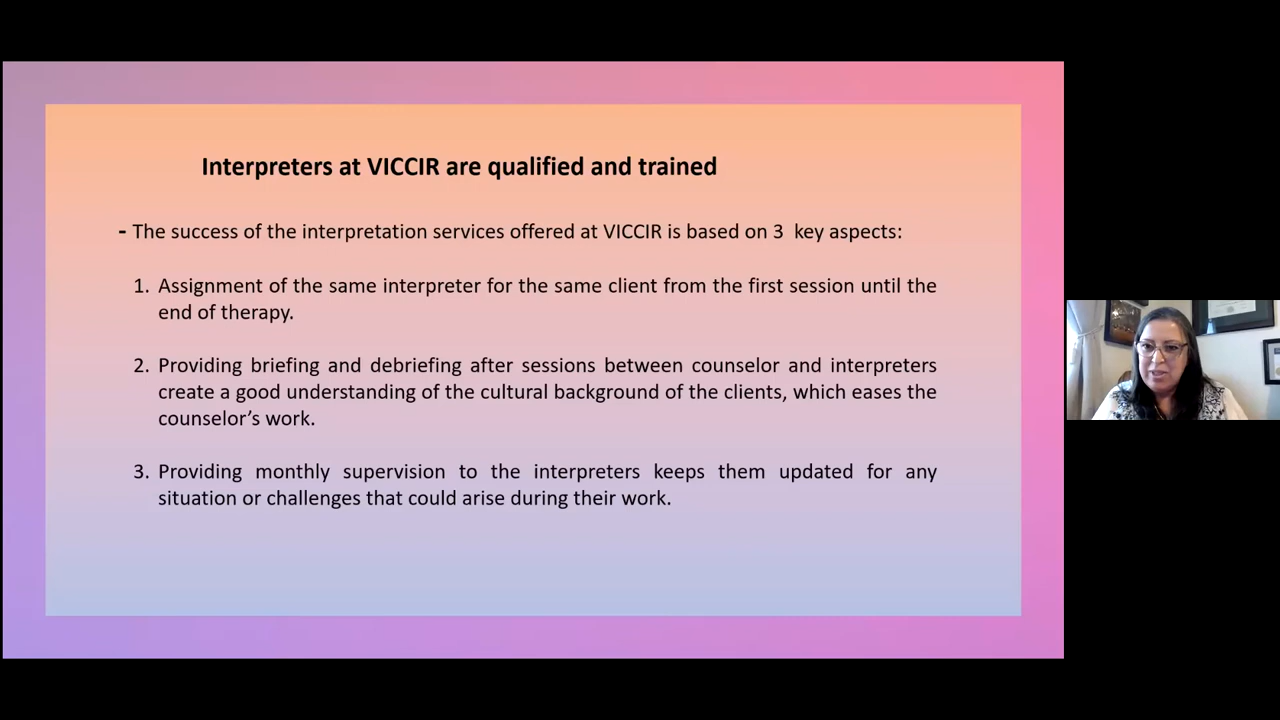 Interpreters at VICCIR are qualified and trained
- The success of the interpretation services offered at VICCIR is based on 3 key aspects:
1. Assignment of the same interpreter for the same client from the first session until the
end of therapy.
2. Providing briefing and debriefing after sessions between counselor and interpreters
create a good understanding of the cultural background of the clients, which eases the
counselor's work.
3. Providing monthly supervision to the interpreters keeps them updated for any
situation or challenges that could arise during their work.